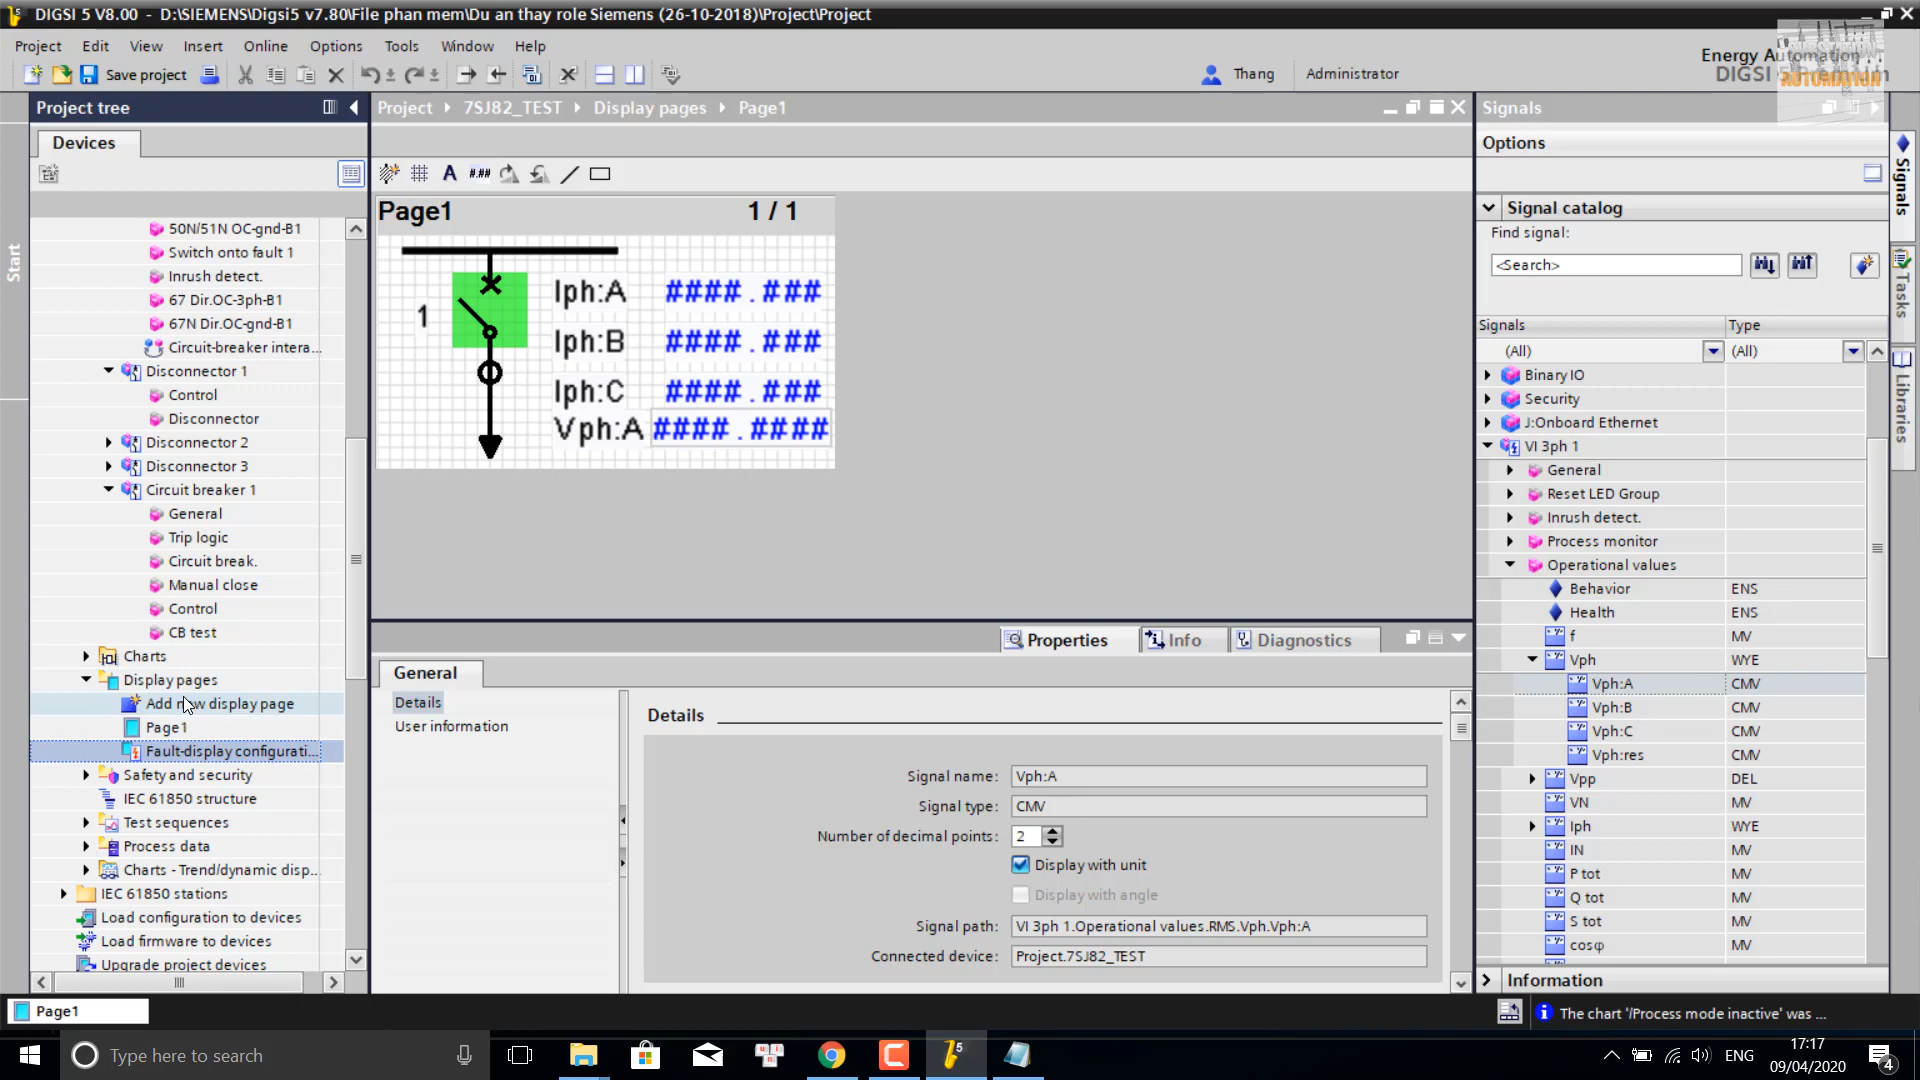 DIGSI 5 V8.00 - D:\SIEMENS\Digsi5 v7.80\File phan mem\Du an thay role Siemens (26-10-2018)\Project\Project
Project Edit View Insert Online Options Tools Window Help
Save project
Thang Administrator
Energy Automation
DIGSI 5 Premium
AUTOMATION
Project tree
Devices
Start
50N/51N OC-gnd-B1
Switch onto fault 1
Inrush detect.
67 Dir.OC-3ph-B1
67N Dir.OC-gnd-B1
Circuit-breaker intera...
Disconnector 1
Control
Disconnector
Disconnector 2
Disconnector 3
Circuit breaker 1
General
Trip logic
Circuit break.
Manual close
Control
CB test
Charts
Display pages
Add new display page
Page1
Fault-display configurati...
Safety and security
IEC 61850 structure
Test sequences
Process data
Charts - Trend/dynamic disp...
IEC 61850 stations
Load configuration to devices
Load firmware to devices
Upgrade project devices
Project 7SJ82_TEST Display pages Page1
A #.##
Page1 1 / 1
1
Iph:A ####.###
Iph:B ####.###
Iph:C ####.###
Vph:A ####.####
Properties Info Diagnostics
General
Details
User information
Details
Signal name: Vph:A
Signal type: CMV
Number of decimal points: 2
Display with unit
Display with angle
Signal path: VI 3ph 1.Operational values.RMS.Vph.Vph:A
Connected device: Project.7SJ82_TEST
Signals
Options
Signal catalog
Find signal:
<Search>
Signals Type
(All) (All)
Binary IO
Security
J:Onboard Ethernet
VI 3ph 1
General
Reset LED Group
Inrush detect.
Process monitor
Operational values
Behavior ENS
Health ENS
f MV
Vph WYE
Vph:A CMV
Vph:B CMV
Vph:C CMV
Vph:res CMV
Vpp DEL
VN MV
Iph WYE
IN MV
P tot MV
Q tot MV
S tot MV
cosφ MV
Information
Signals
Tasks
Libraries
Page1
The chart '/Process mode inactive' was ...
Type here to search
ENG
17:17
09/04/2020
4